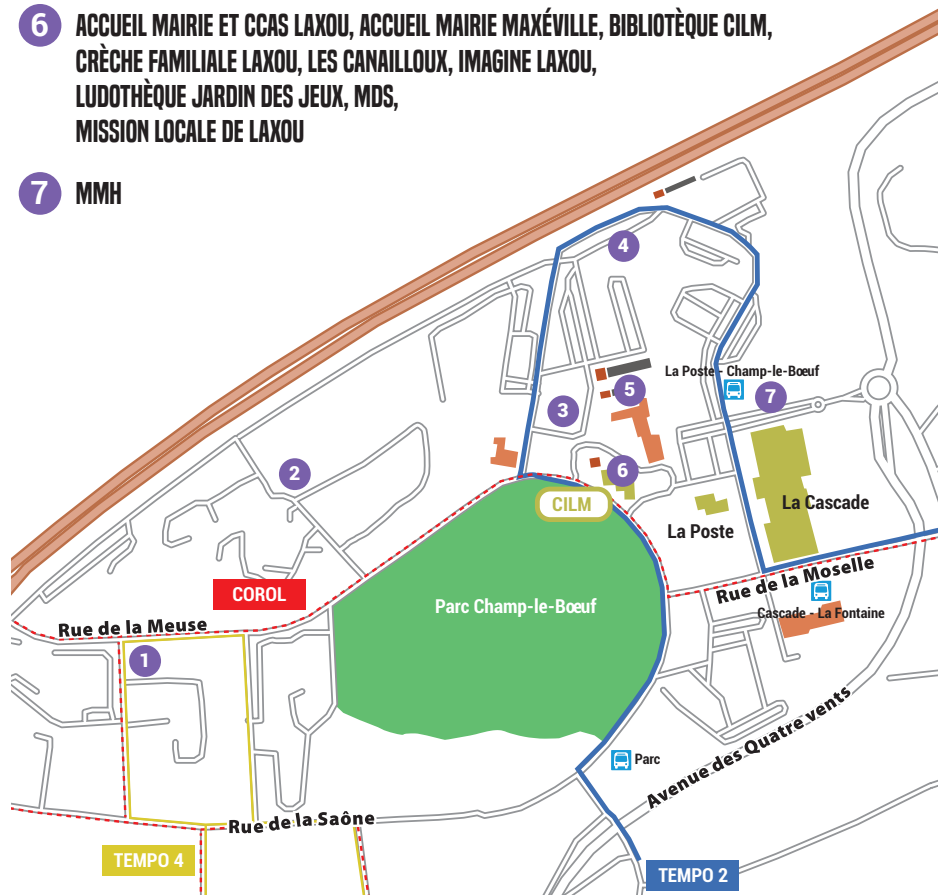 6 ACCUEIL MAIRIE ET CCAS LAXOU, ACCUEIL MAIRIE MAXÉVILLE, BIBLIOTÈQUE CILM,
CRÈCHE FAMILIALE LAXOU, LES CANAILLOUX, IMAGINE LAXOU,
LUDOTHÈQUE JARDIN DES JEUX, MDS,
MISSION LOCALE DE LAXOU
7 MMH
4
La Poste - Champ-le-Bœuf
5
7
3
2
6
CILM
La Cascade
La Poste
COROL
Parc Champ-le-Bœuf
Rue de la Moselle
Cascade - La Fontaine
Rue de la Meuse
1
Avenue des Quatre vents
Parc
Rue de la Saône
TEMPO 4
TEMPO 2